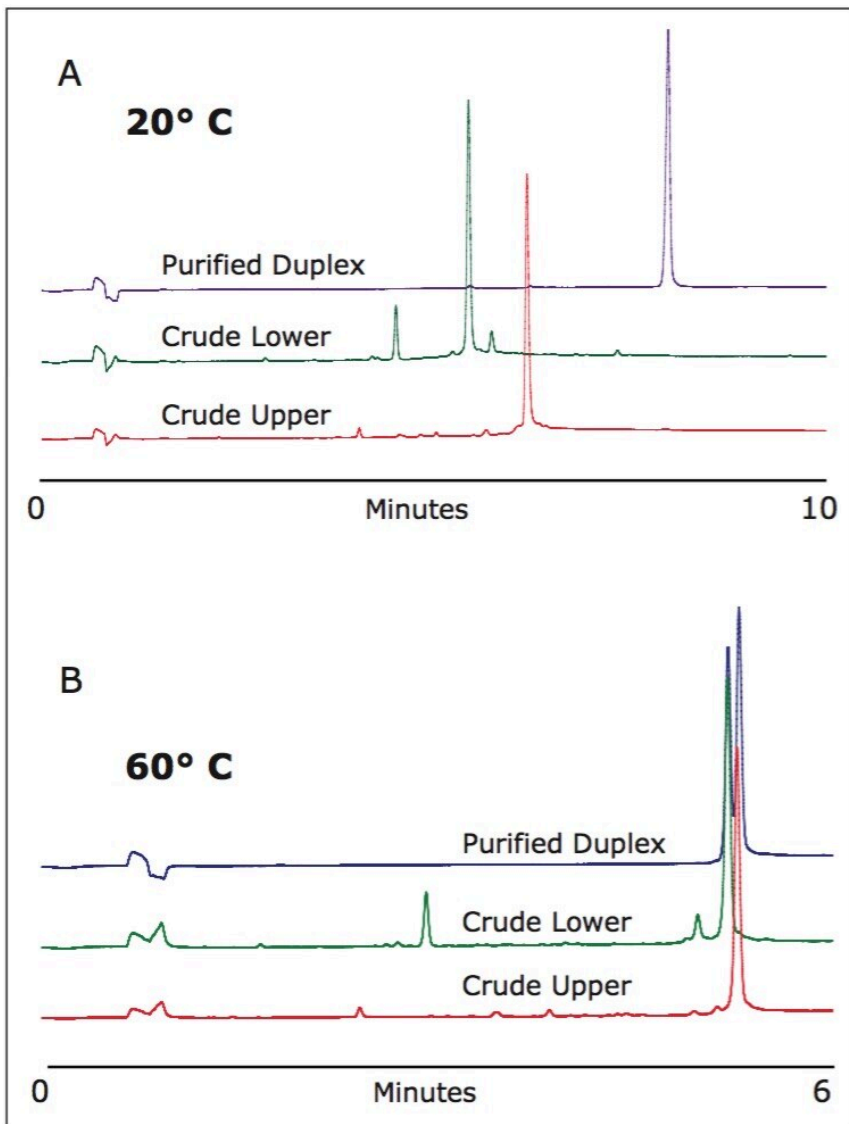 A
20° C
Purified Duplex
Crude Lower
Crude Upper
0 Minutes 10
B
60° C
Purified Duplex
Crude Lower
Crude Upper
0 Minutes 6